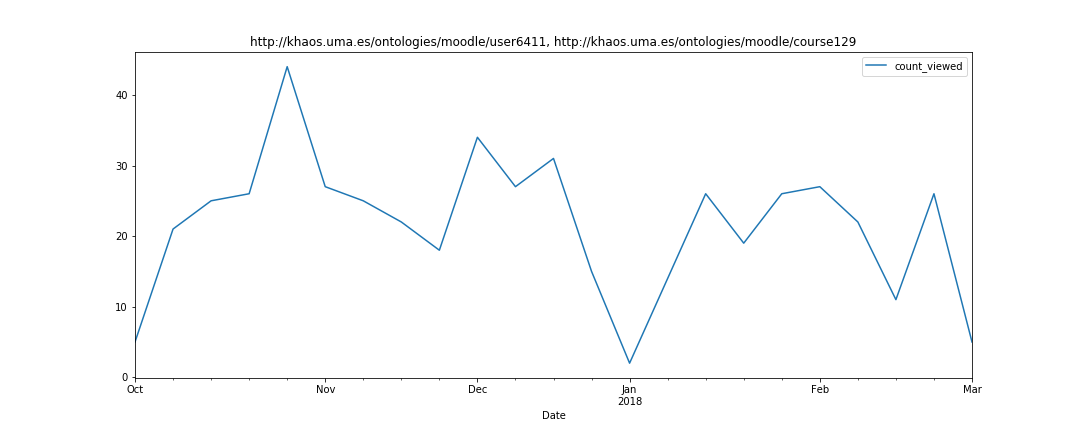 http://khaos.uma.es/ontologies/moodle/user6411, http://khaos.uma.es/ontologies/moodle/course129
count_viewed
40
30
20
10
0
Oct Nov Dec Jan Feb Mar
2018
Date